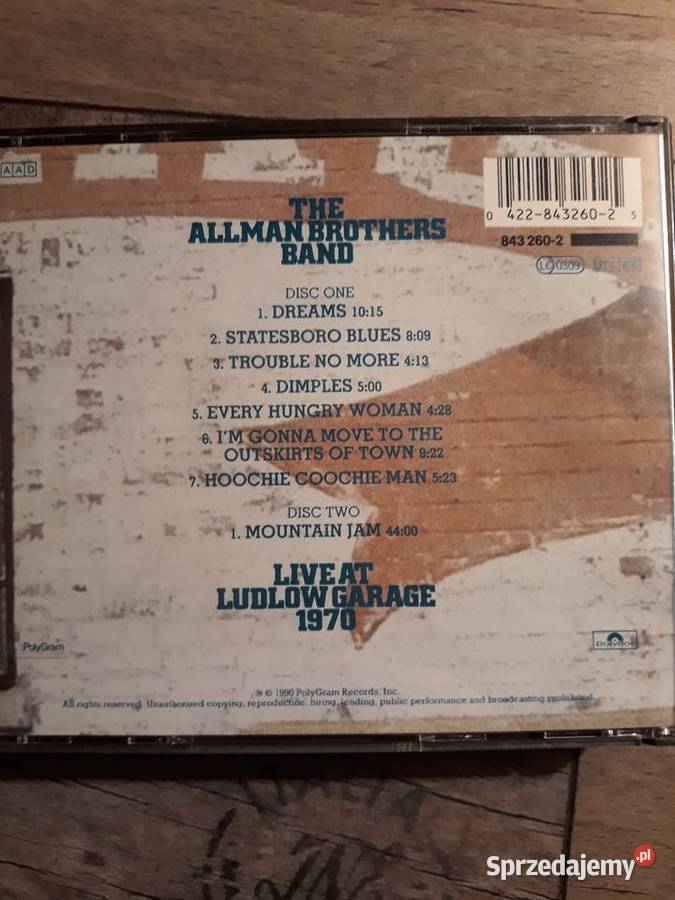 AAD
0 422-843260-2 5
843 260-2
LC 0309
THE
ALLMAN BROTHERS
BAND
DISC ONE
1. DREAMS 10:15
2. STATESBORO BLUES 8:09
3. TROUBLE NO MORE 4:13
4. DIMPLES 5:00
5. EVERY HUNGRY WOMAN 4:28
6. I'M GONNA MOVE TO THE
OUTSKIRTS OF TOWN 9:22
7. HOOCHIE COOCHIE MAN 5:23
DISC TWO
1. MOUNTAIN JAM 44:00
LIVE AT
LUDLOW GARAGE
1970
PolyGram
Polydor
℗ © 1990 PolyGram Records, Inc.
All rights reserved. Unauthorized copying, reproduction, hiring, lending, public performance and broadcasting prohibited.
Sprzedajemy.pl